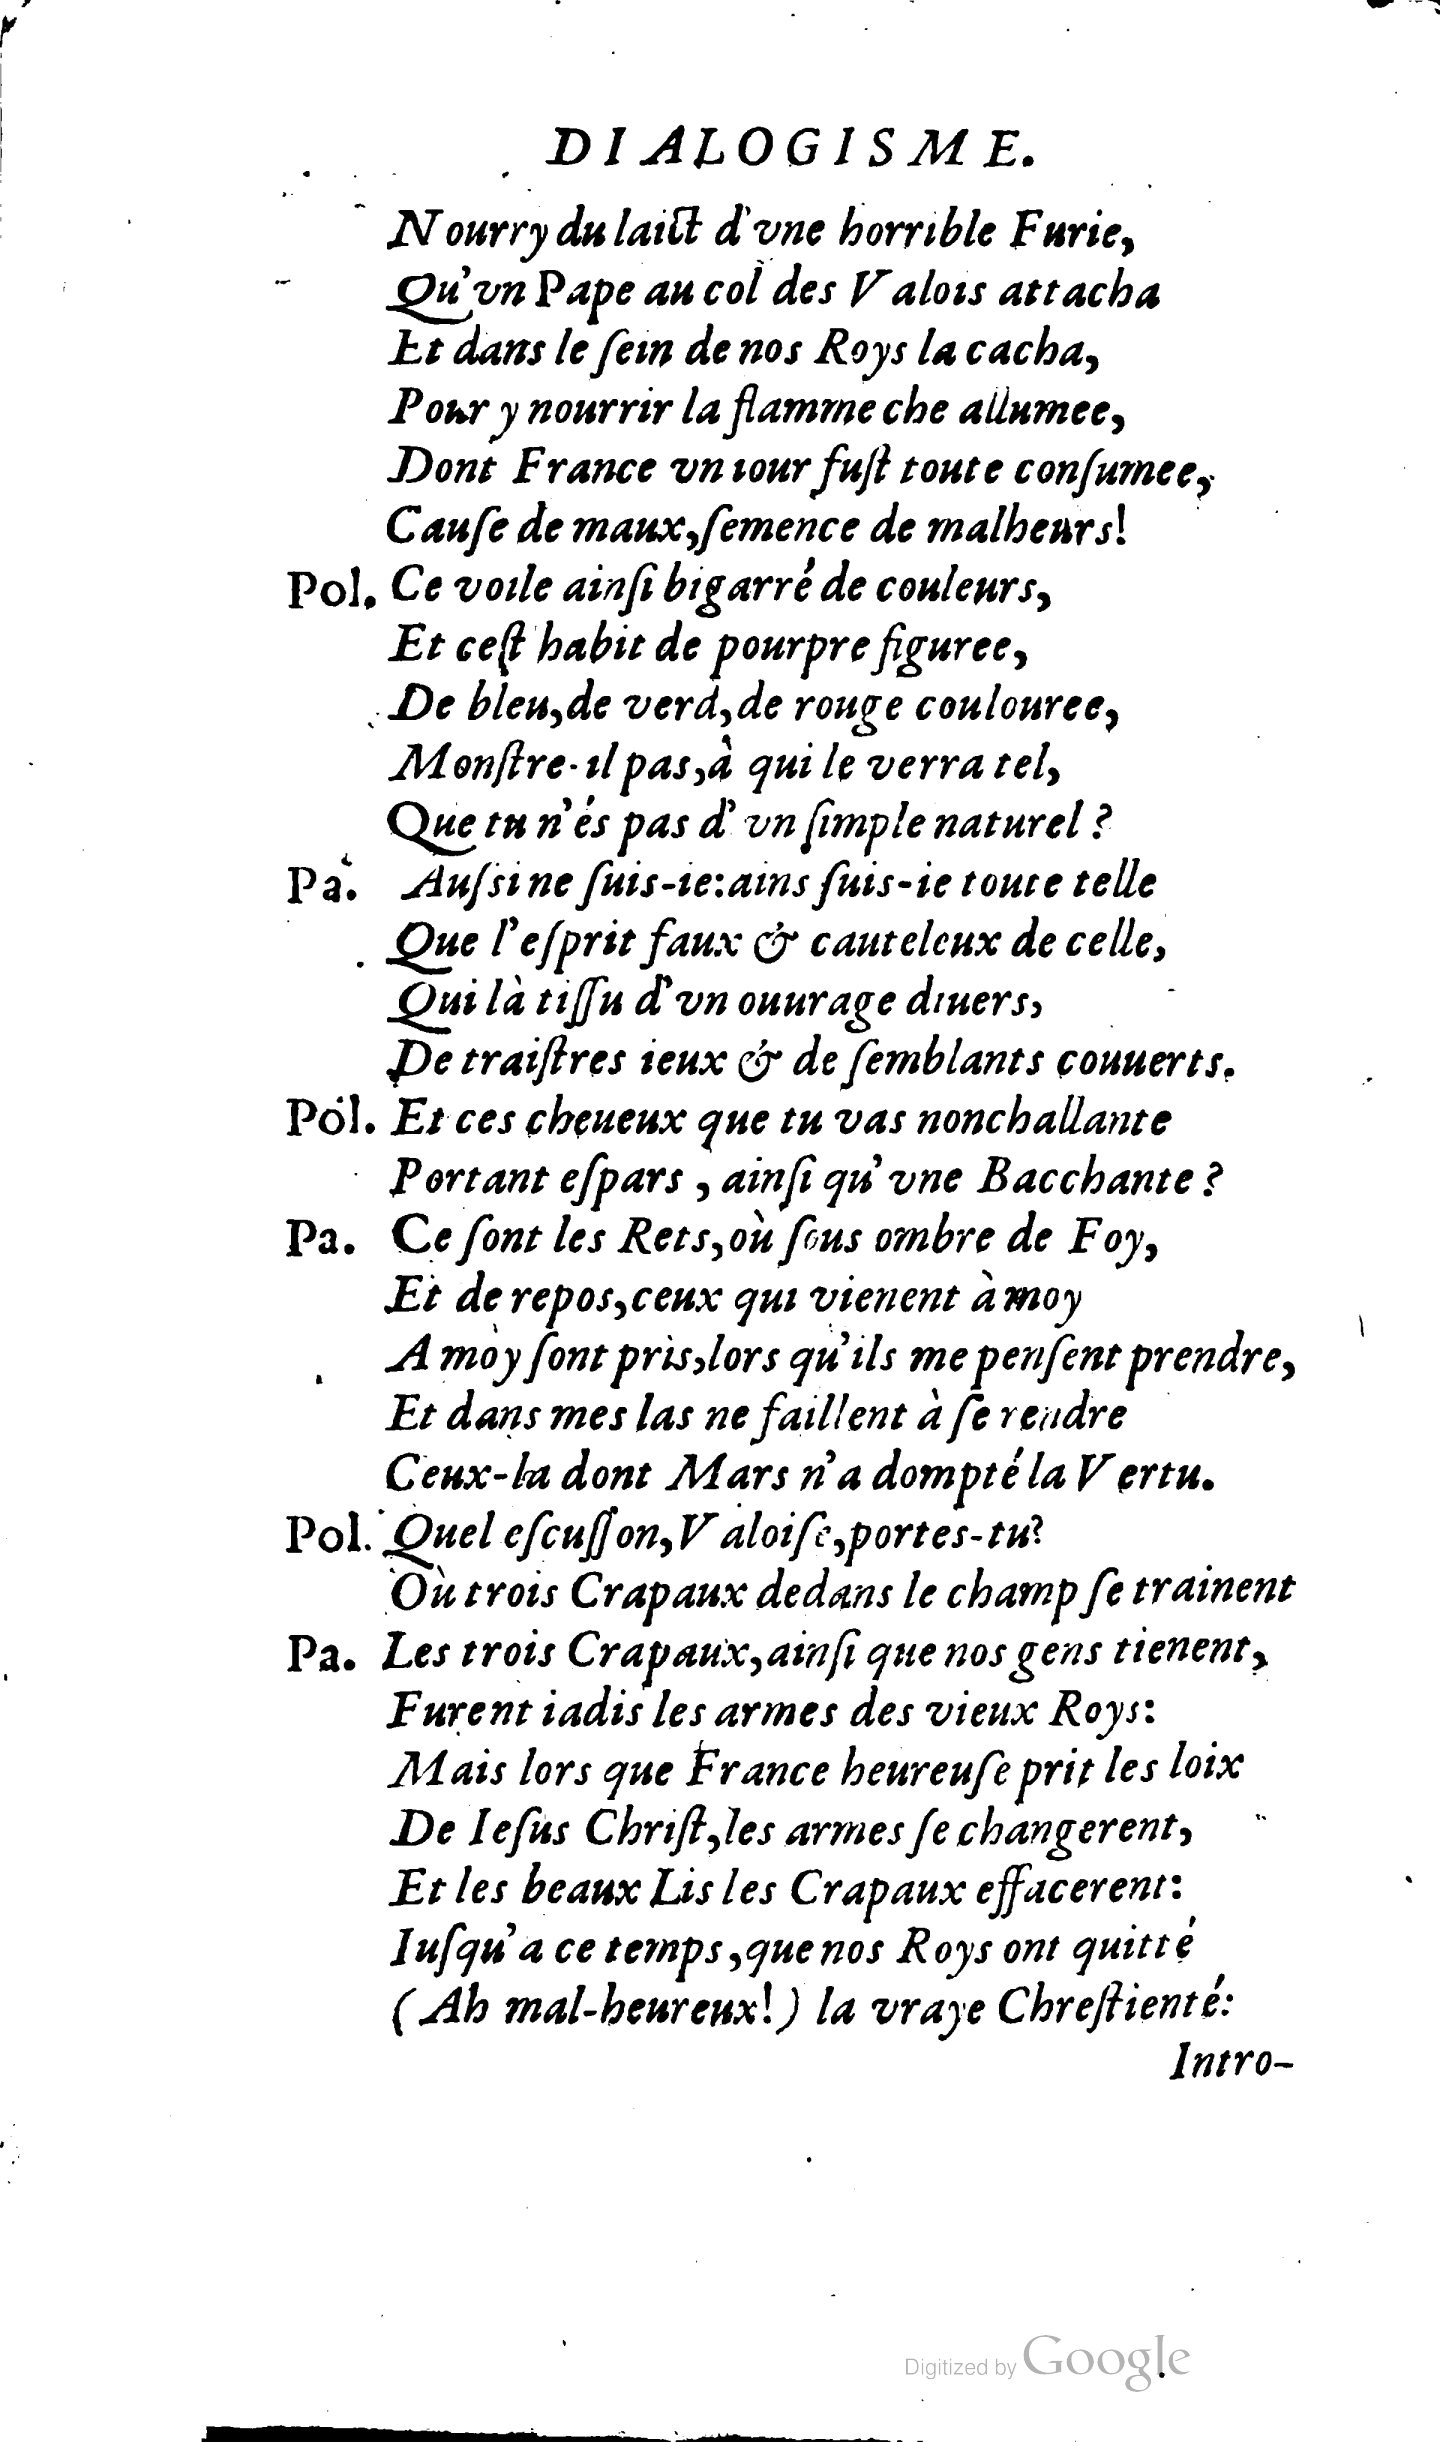 DIALOGISME.
Nourry du laict d'vne horrible Furie,
Qu'vn Pape au col des Valois attacha
Et dans le ſein de nos Roys la cacha,
Pour y nourrir la flamme che allumee,
Dont France vn iour fuſt toute conſumee,
Cauſe de maux, ſemence de malheurs!
Pol. Ce voile ainſi bigarré de couleurs,
Et ceſt habit de pourpre figuree,
De bleu, de verd, de rouge coulouree,
Monſtre-il pas, à qui le verra tel,
Que tu n'és pas d'vn ſimple naturel?
Pa. Auſsi ne ſuis-ie: ains ſuis-ie toute telle
Que l'eſprit faux & cauteleux de celle,
Qui là tiſſu d'vn ouurage diuers,
De traiſtres ieux & de ſemblants couuerts.
Pol. Et ces cheueux que tu vas nonchallante
Portant eſpars, ainſi qu'vne Bacchante?
Pa. Ce ſont les Rets, où ſous ombre de Foy,
Et de repos, ceux qui vienent à moy
A moy ſont pris, lors qu'ils me penſent prendre,
Et dans mes las ne faillent à ſe rendre
Ceux-la dont Mars n'a dompté la Vertu.
Pol. Quel eſcuſſon, Valoiſe, portes-tu?
Où trois Crapaux dedans le champ ſe trainent
Pa. Les trois Crapaux, ainſi que nos gens tienent,
Furent iadis les armes des vieux Roys:
Mais lors que France heureuſe prit les loix
De Ieſus Chriſt, les armes ſe changerent,
Et les beaux Lis les Crapaux effacerent:
Iuſqu'a ce temps, que nos Roys ont quitté
(Ah mal-heureux!) la vraye Chreſtienté:
Intro-
Digitized by Google